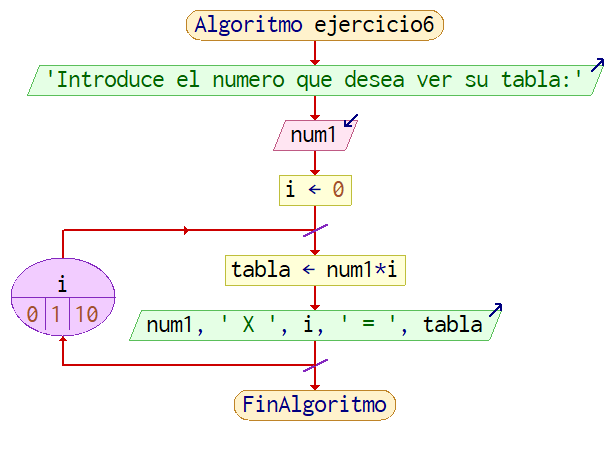 Algoritmo ejercicio6
'Introduce el numero que desea ver su tabla:'
num1
i ← 0
tabla ← num1*i
i
0 1 10
num1, ' X ', i, ' = ', tabla
FinAlgoritmo